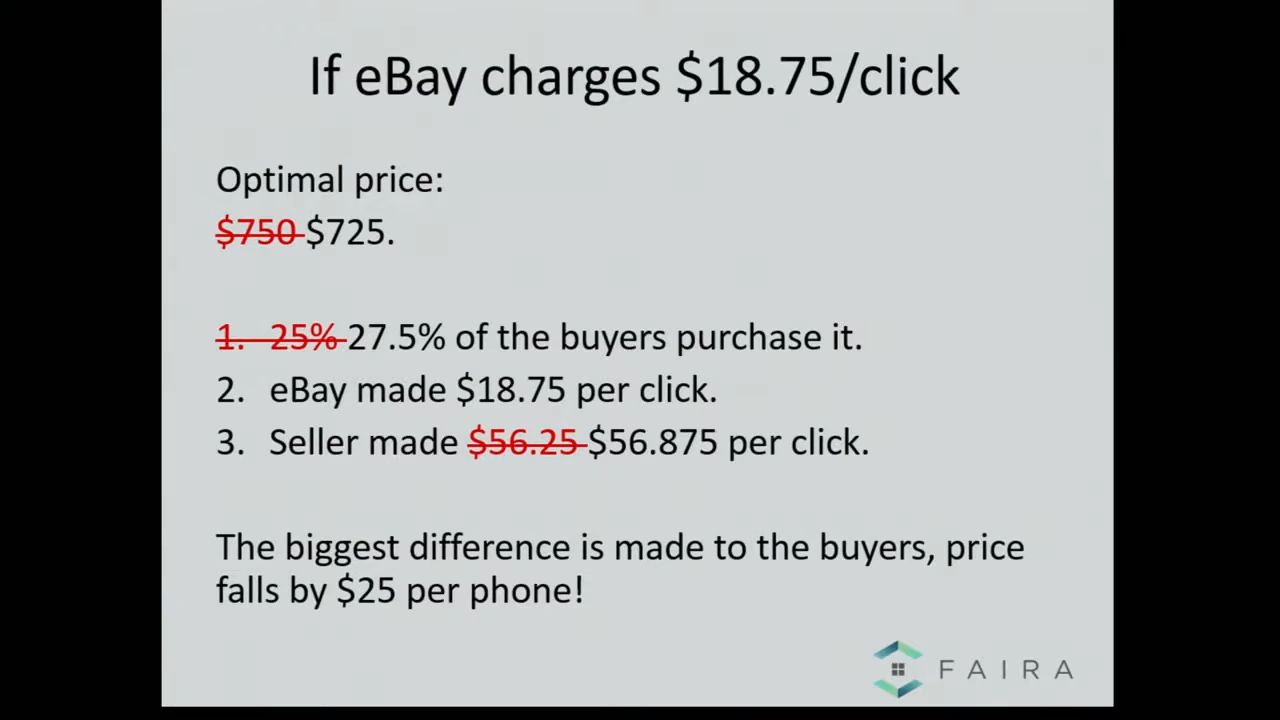 If eBay charges $18.75/click
Optimal price:
$750 $725.
1. 25% 27.5% of the buyers purchase it.
2. eBay made $18.75 per click.
3. Seller made $56.25 $56.875 per click.
The biggest difference is made to the buyers, price
falls by $25 per phone!
FAIRA